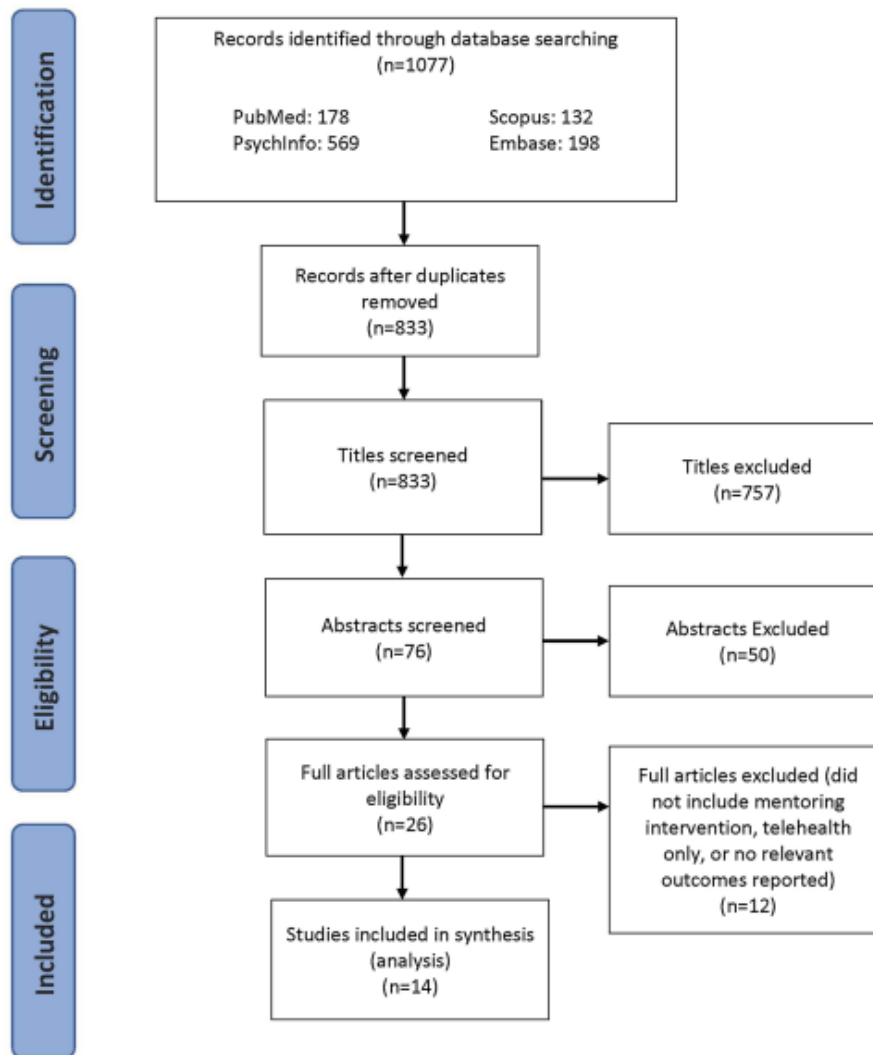 Identification
Records identified through database searching
(n=1077)
PubMed: 178 Scopus: 132
PsychInfo: 569 Embase: 198
Records after duplicates
removed
(n=833)
Screening
Titles screened
(n=833)
Titles excluded
(n=757)
Eligibility
Abstracts screened
(n=76)
Abstracts Excluded
(n=50)
Full articles assessed for
eligibility
(n=26)
Full articles excluded (did
not include mentoring
intervention, telehealth
only, or no relevant
outcomes reported)
(n=12)
Included
Studies included in synthesis
(analysis)
(n=14)